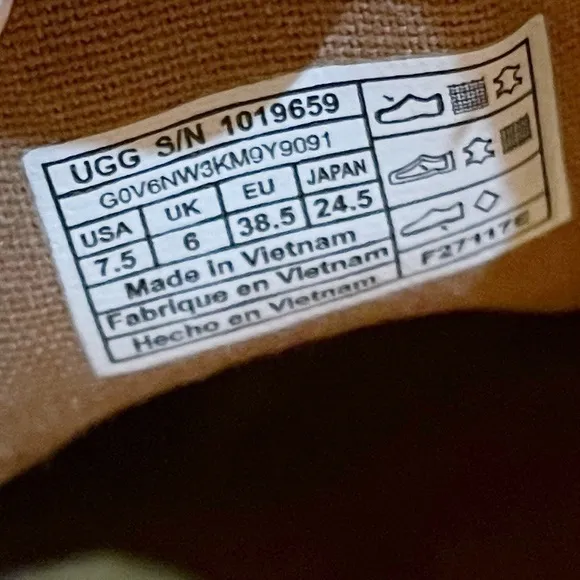 UGG S/N 1019659
G0V6NW3KM9Y9091
USA UK EU JAPAN
7.5 6 38.5 24.5
Made in Vietnam
Fabrique en Vietnam
Hecho en Vietnam
F27117E